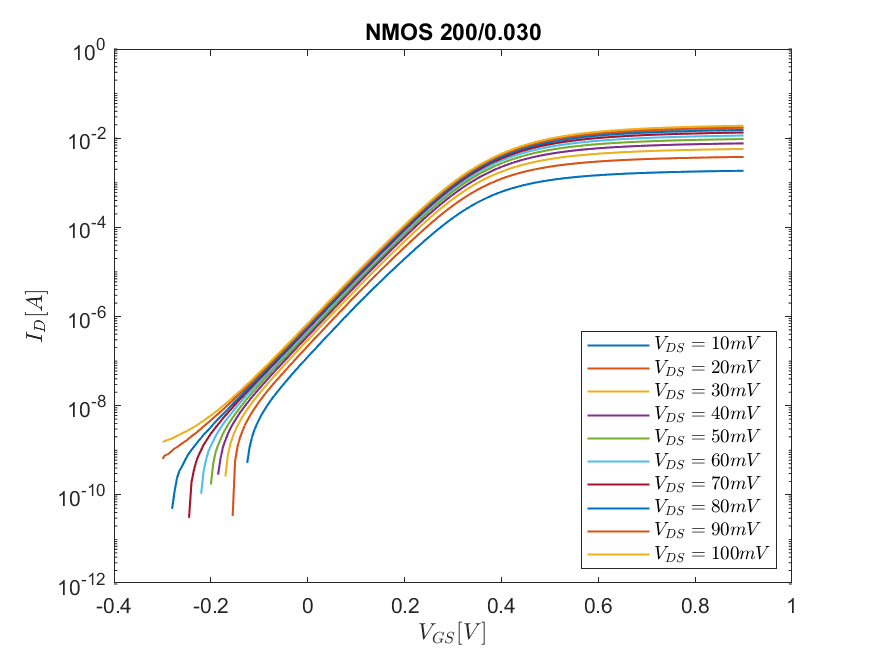 NMOS 200/0.030
10^0
10^-2
10^-4
10^-6
10^-8
10^-10
10^-12
I_D[A]
-0.4 -0.2 0 0.2 0.4 0.6 0.8 1
V_GS[V]
V_DS = 10mV
V_DS = 20mV
V_DS = 30mV
V_DS = 40mV
V_DS = 50mV
V_DS = 60mV
V_DS = 70mV
V_DS = 80mV
V_DS = 90mV
V_DS = 100mV